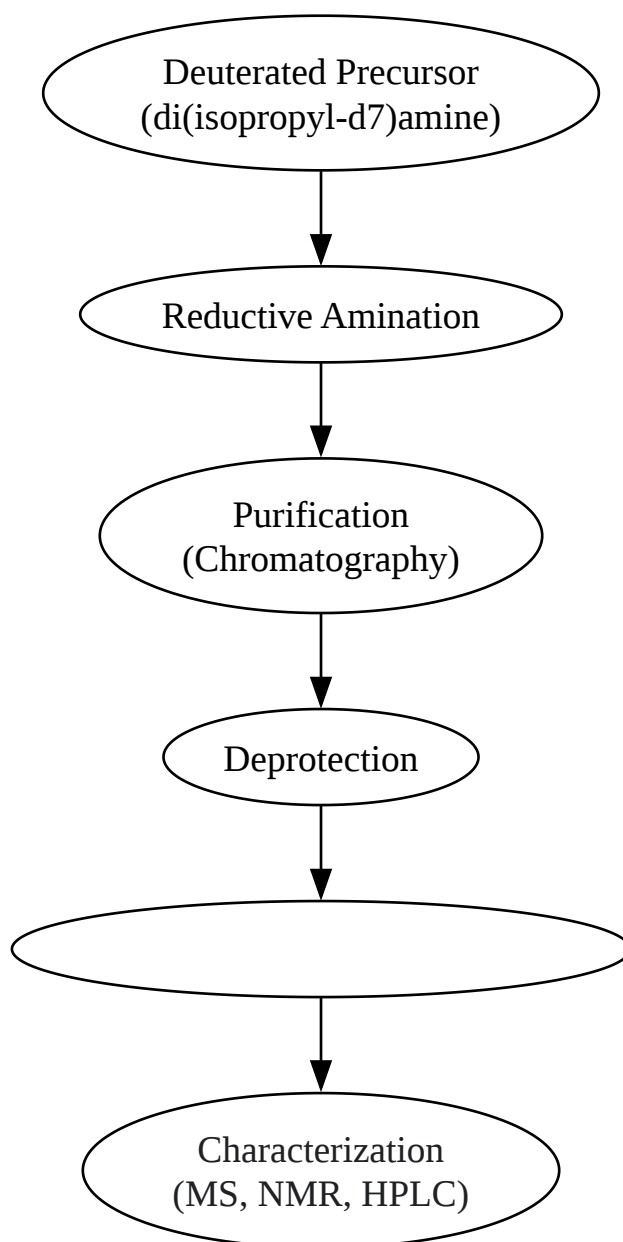 Deuterated Precursor
(di(isopropyl-d7)amine)
Reductive Amination
Purification
(Chromatography)
Deprotection
Characterization
(MS, NMR, HPLC)